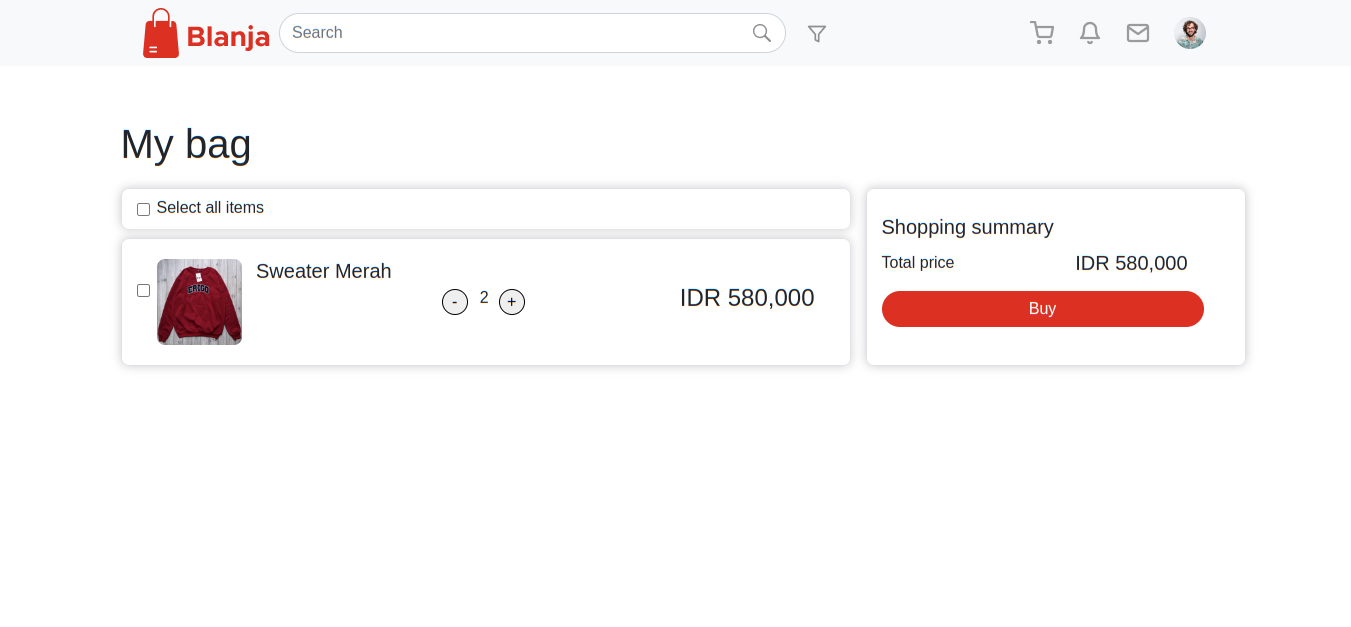 Blanja
Search
My bag
Select all items
Sweater Merah
- 2 +
IDR 580,000
Shopping summary
Total price IDR 580,000
Buy